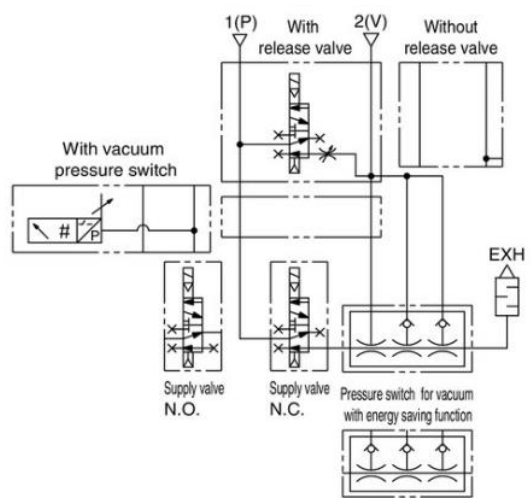 1(P)
With
release valve
2(V)
Without
release valve
With vacuum
pressure switch
#
P
EXH
Supply valve
N.O.
Supply valve
N.C.
Pressure switch for vacuum
with energy saving function